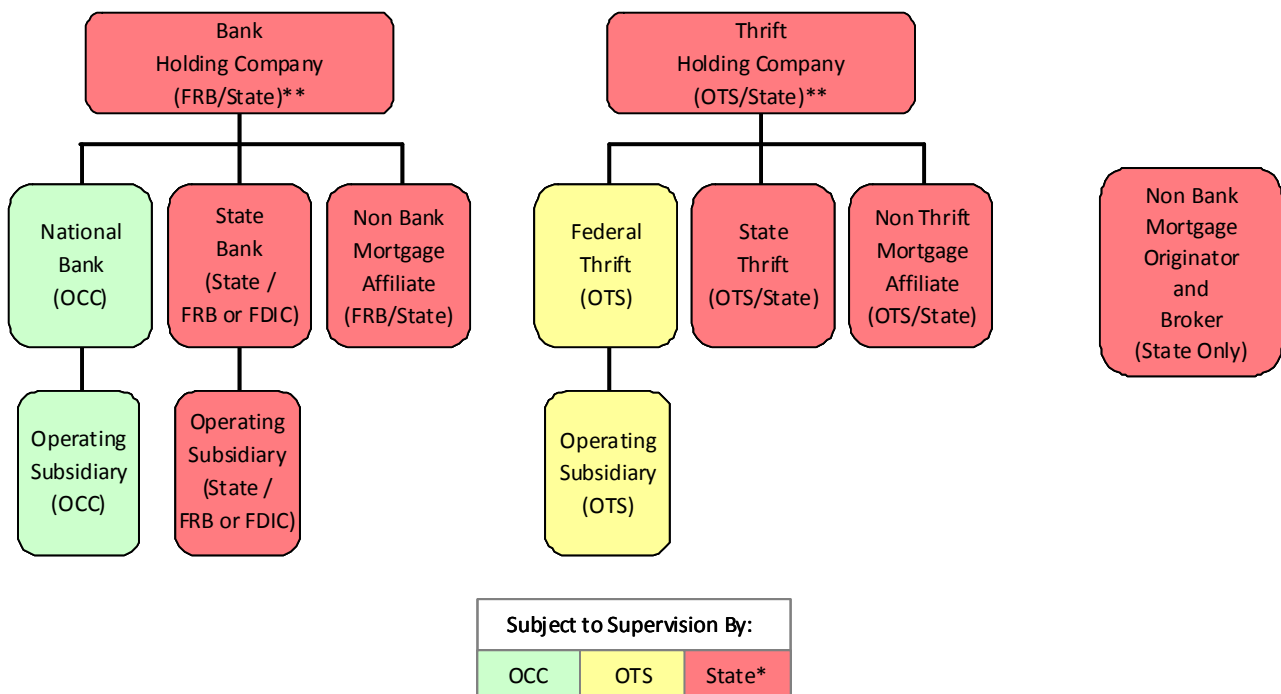 Bank
Holding Company
(FRB/State)**
Thrift
Holding Company
(OTS/State)**
National
Bank
(OCC)
State
Bank
(State /
FRB or FDIC)
Non Bank
Mortgage
Affiliate
(FRB/State)
Federal
Thrift
(OTS)
State
Thrift
(OTS/State)
Non Thrift
Mortgage
Affiliate
(OTS/State)
Non Bank
Mortgage
Originator
and
Broker
(State Only)
Operating
Subsidiary
(OCC)
Operating
Subsidiary
(State /
FRB or FDIC)
Operating
Subsidiary
(OTS)
Subject to Supervision By:
OCC
OTS
State*